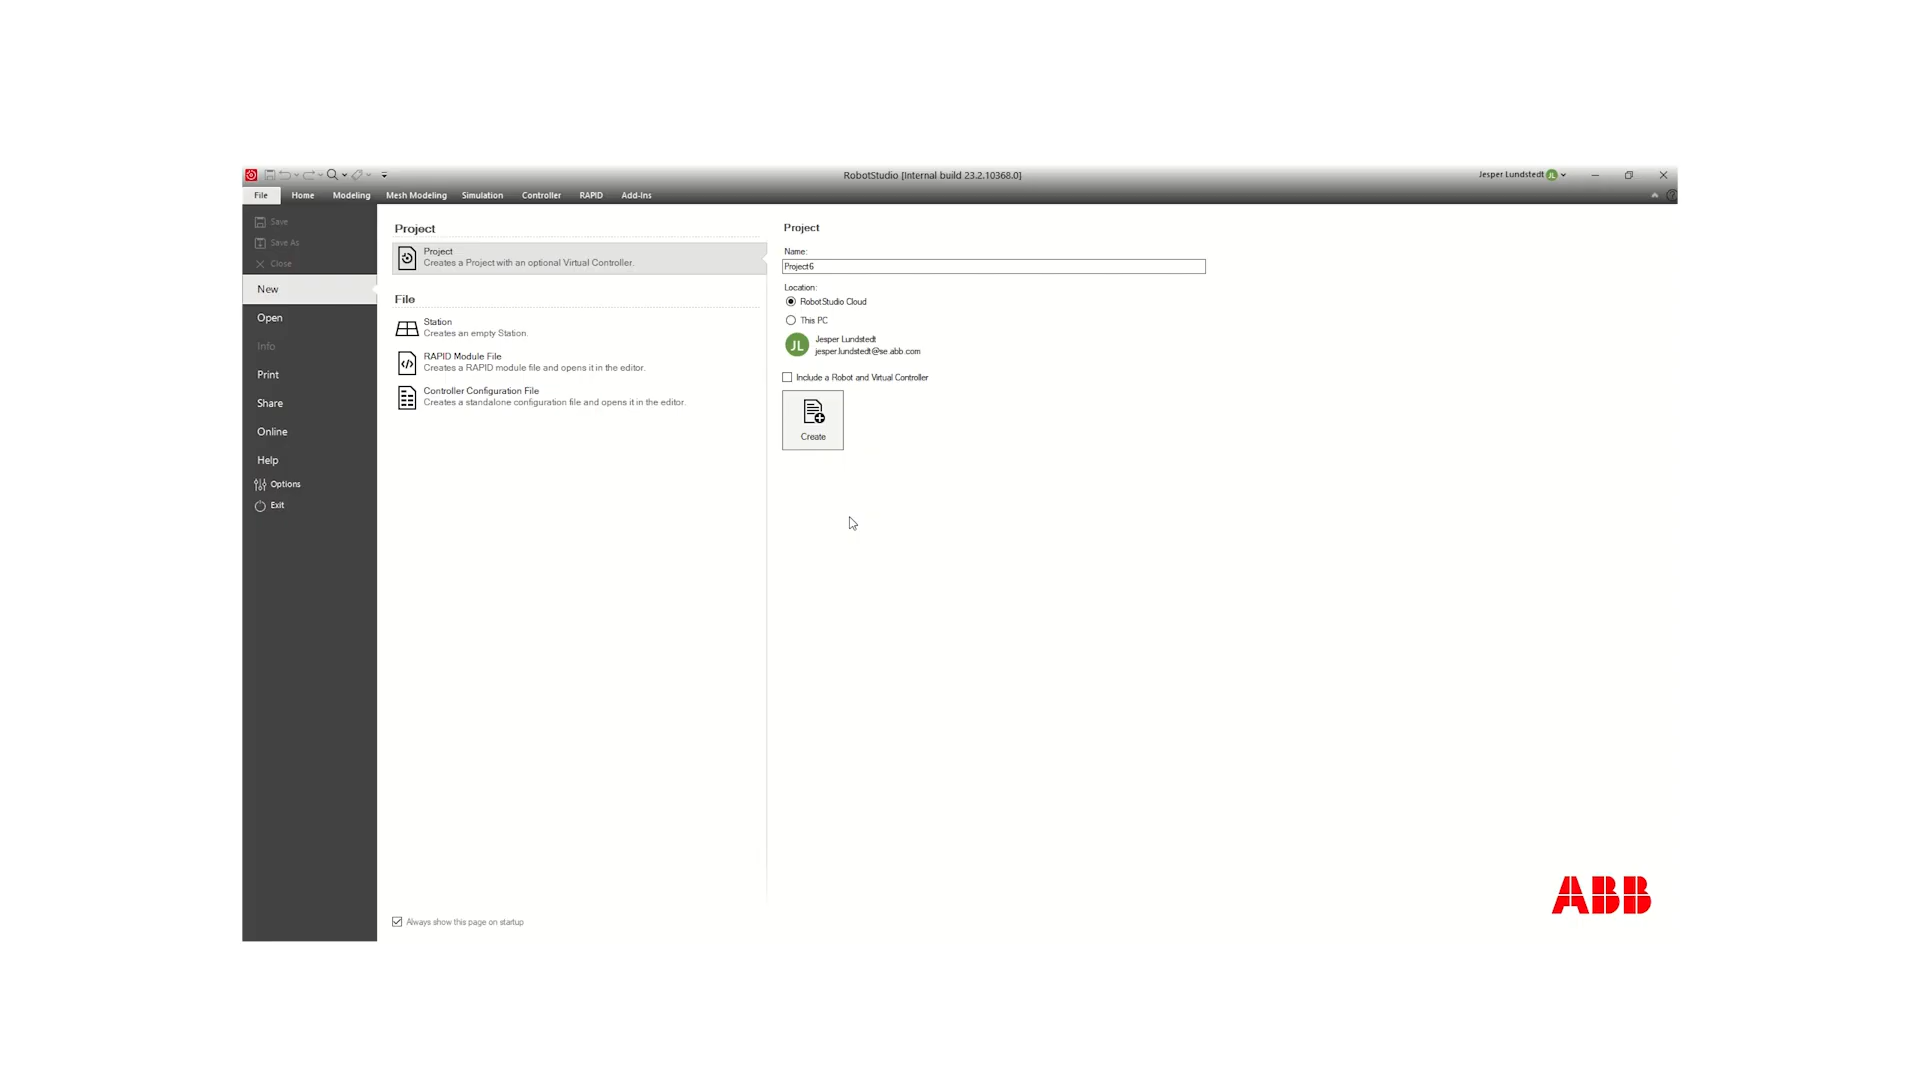 RobotStudio [Internal build 23.2.10368.0]
Jesper Lundstedt JL
File Home Modeling Mesh Modeling Simulation Controller RAPID Add-Ins
Save
Save As
Close
New
Open
Info
Print
Share
Online
Help
Options
Exit
Project
Project
Creates a Project with an optional Virtual Controller.
File
Station
Creates an empty Station.
RAPID Module File
Creates a RAPID module file and opens it in the editor.
Controller Configuration File
Creates a standalone configuration file and opens it in the editor.
Always show this page on startup
Project
Name:
Project6
Location:
RobotStudio Cloud
This PC
JL
Jesper Lundstedt
jesper.lundstedt@se.abb.com
Include a Robot and Virtual Controller
Create
ABB